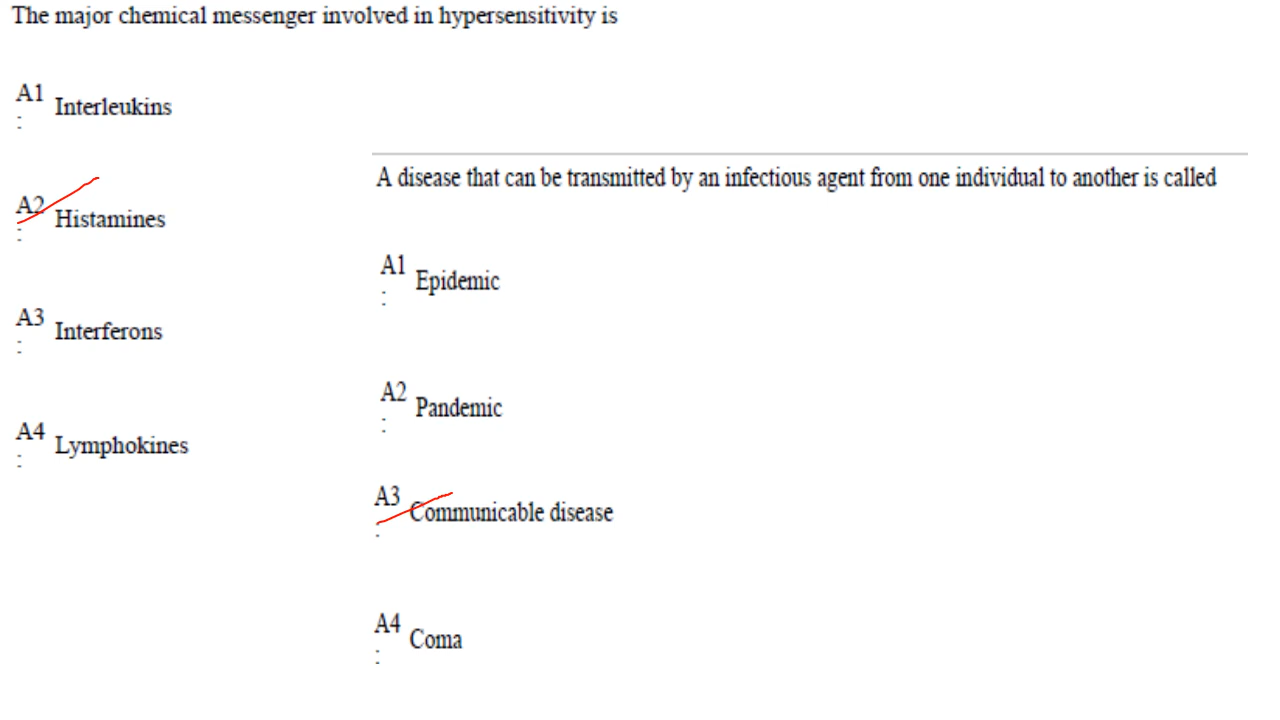 The major chemical messenger involved in hypersensitivity is
A1
: Interleukins
A2
: Histamines
A3
: Interferons
A4
: Lymphokines
A disease that can be transmitted by an infectious agent from one individual to another is called
A1
: Epidemic
A2
: Pandemic
A3
: Communicable disease
A4
: Coma